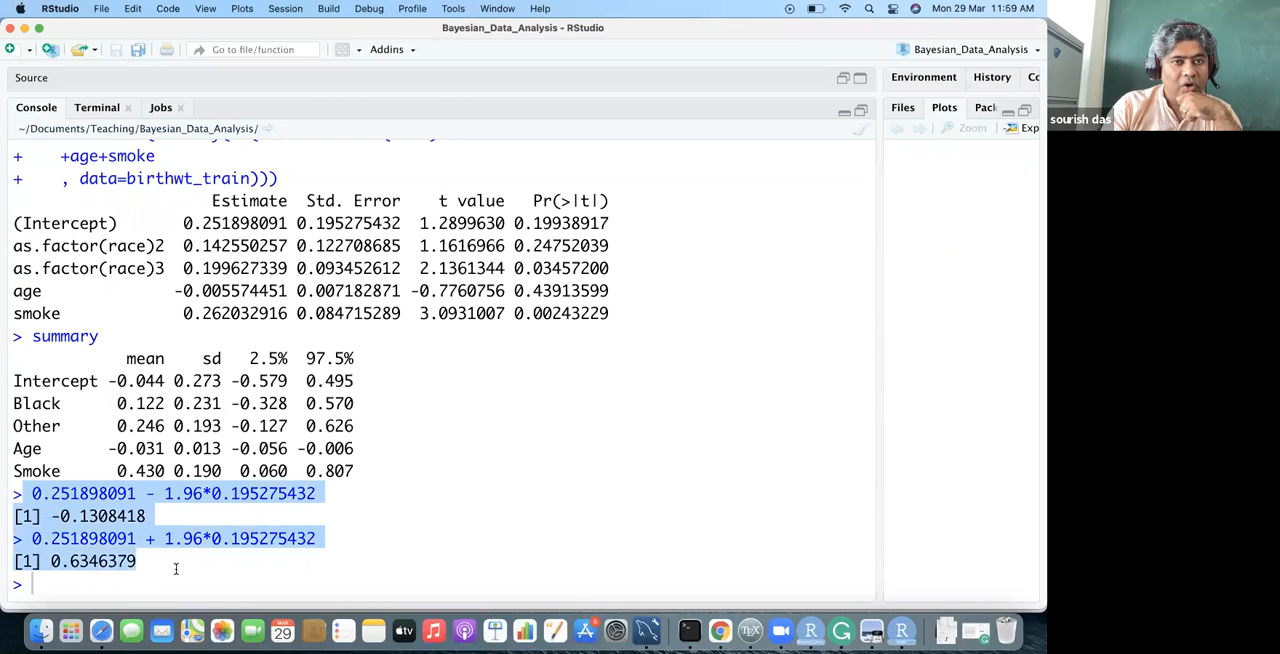 RStudio File Edit Code View Plots Session Build Debug Profile Tools Window Help Mon 29 Mar 11:59 AM
Bayesian_Data_Analysis - RStudio
Go to file/function Addins Bayesian_Data_Analysis
Source
Environment History Co
Console Terminal Jobs
Files Plots Pack
~/Documents/Teaching/Bayesian_Data_Analysis/
Zoom Exp
sourish das
+ +age+smoke
+ , data=birthwt_train)))
Estimate Std. Error t value Pr(>|t|)
(Intercept) 0.251898091 0.195275432 1.2899630 0.19938917
as.factor(race)2 0.142550257 0.122708685 1.1616966 0.24752039
as.factor(race)3 0.199627339 0.093452612 2.1361344 0.03457200
age -0.005574451 0.007182871 -0.7760756 0.43913599
smoke 0.262032916 0.084715289 3.0931007 0.00243229
> summary
mean sd 2.5% 97.5%
Intercept -0.044 0.273 -0.579 0.495
Black 0.122 0.231 -0.328 0.570
Other 0.246 0.193 -0.127 0.626
Age -0.031 0.013 -0.056 -0.006
Smoke 0.430 0.190 0.060 0.807
> 0.251898091 - 1.96*0.195275432
[1] -0.1308418
> 0.251898091 + 1.96*0.195275432
[1] 0.6346379
>